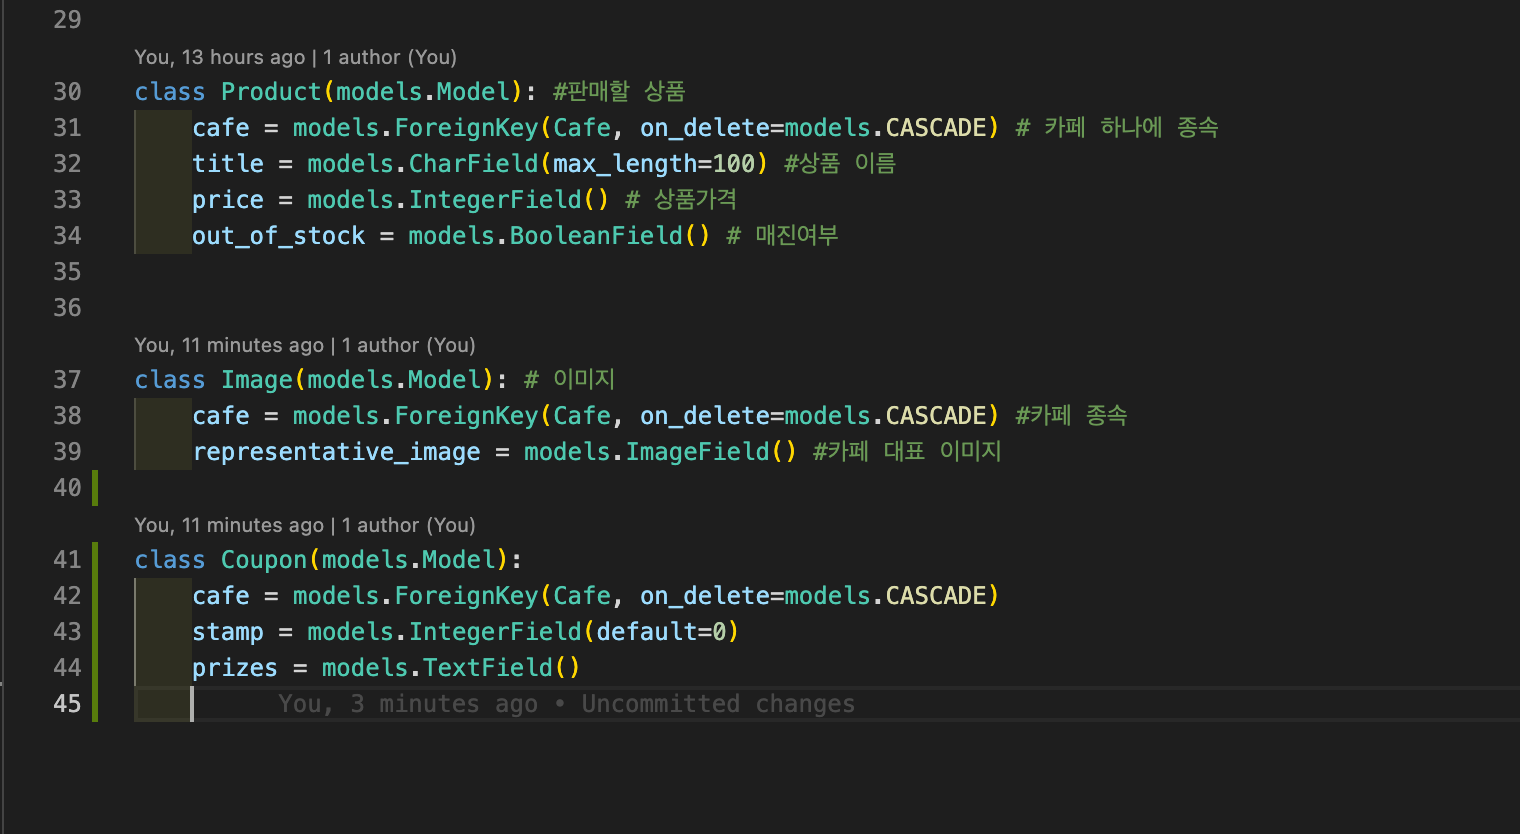 29
You, 13 hours ago | 1 author (You)
30 class Product(models.Model): #판매할 상품
31 cafe = models.ForeignKey(Cafe, on_delete=models.CASCADE) # 카페 하나에 종속
32 title = models.CharField(max_length=100) #상품 이름
33 price = models.IntegerField() # 상품가격
34 out_of_stock = models.BooleanField() # 매진여부
35
36
You, 11 minutes ago | 1 author (You)
37 class Image(models.Model): # 이미지
38 cafe = models.ForeignKey(Cafe, on_delete=models.CASCADE) #카페 종속
39 representative_image = models.ImageField() #카페 대표 이미지
40
You, 11 minutes ago | 1 author (You)
41 class Coupon(models.Model):
42 cafe = models.ForeignKey(Cafe, on_delete=models.CASCADE)
43 stamp = models.IntegerField(default=0)
44 prizes = models.TextField()
45 You, 3 minutes ago • Uncommitted changes